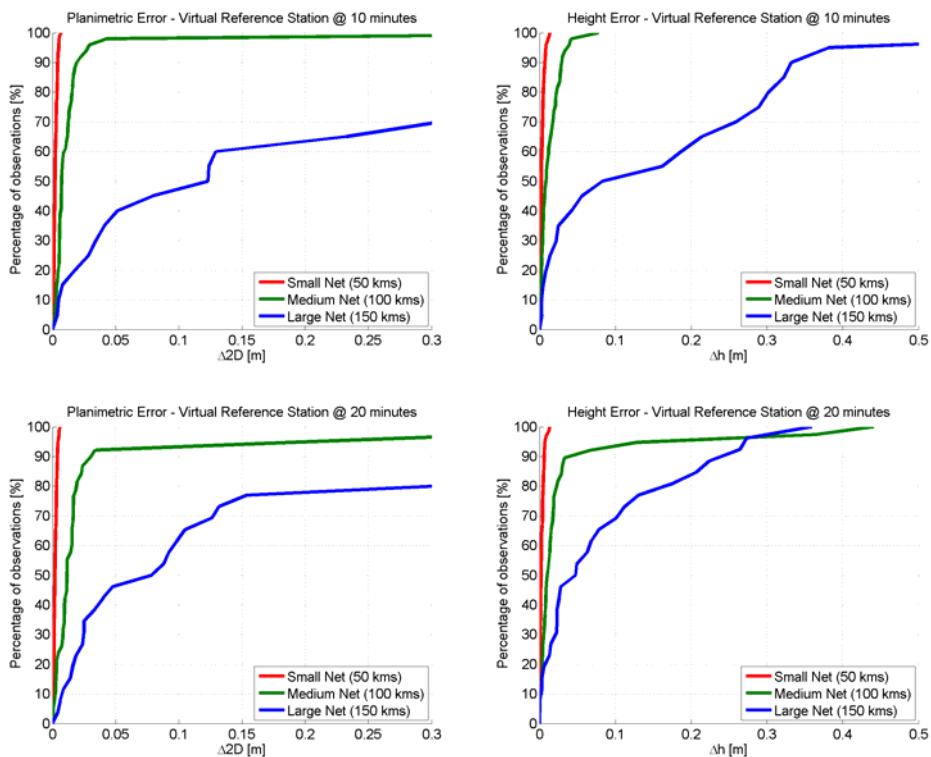 Planimetric Error - Virtual Reference Station @ 10 minutes
Percentage of observations [%]
100
90
80
70
60
50
40
30
20
10
0
0 0.05 0.1 0.15 0.2 0.25 0.3
Δ2D [m]
Small Net (50 kms)
Medium Net (100 kms)
Large Net (150 kms)
Height Error - Virtual Reference Station @ 10 minutes
Percentage of observations [%]
100
90
80
70
60
50
40
30
20
10
0
0 0.1 0.2 0.3 0.4 0.5
Δh [m]
Small Net (50 kms)
Medium Net (100 kms)
Large Net (150 kms)
Planimetric Error - Virtual Reference Station @ 20 minutes
Percentage of observations [%]
100
90
80
70
60
50
40
30
20
10
0
0 0.05 0.1 0.15 0.2 0.25 0.3
Δ2D [m]
Small Net (50 kms)
Medium Net (100 kms)
Large Net (150 kms)
Height Error - Virtual Reference Station @ 20 minutes
Percentage of observations [%]
100
90
80
70
60
50
40
30
20
10
0
0 0.1 0.2 0.3 0.4 0.5
Δh [m]
Small Net (50 kms)
Medium Net (100 kms)
Large Net (150 kms)